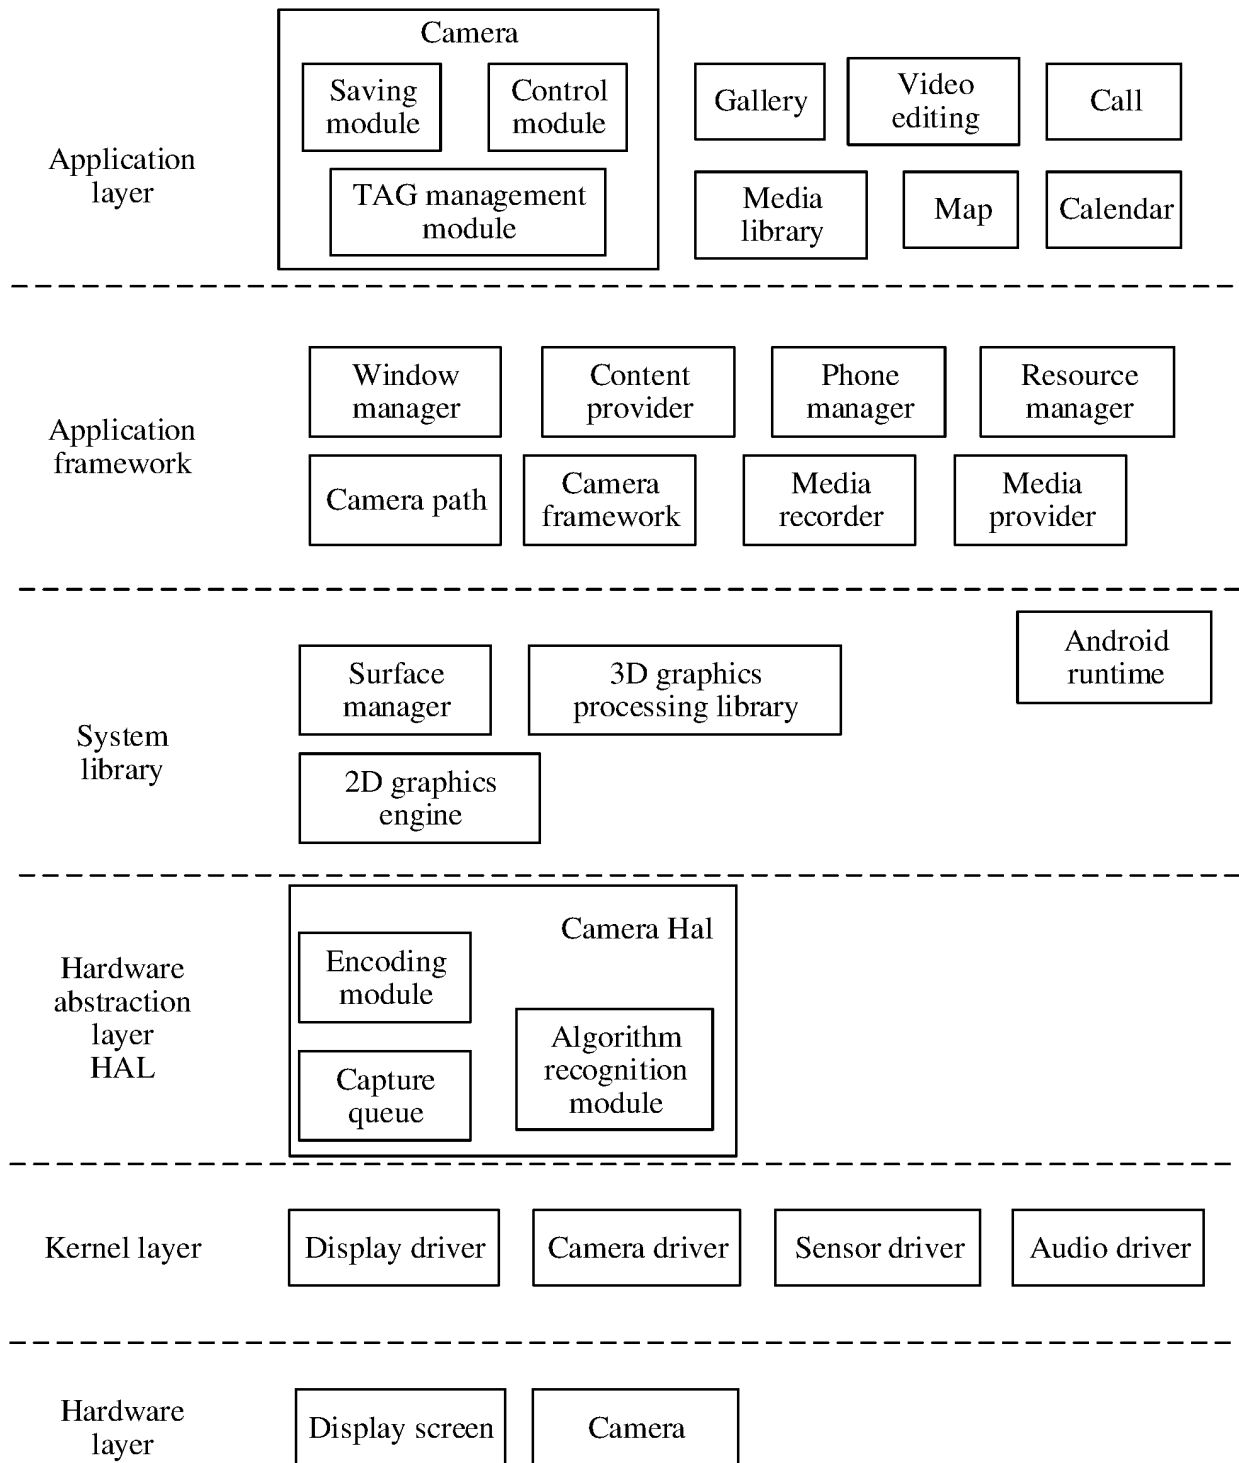 Camera
Saving
module
Control
module
TAG management
module
Gallery
Video
editing
Call
Media
library
Map
Calendar
Application
layer
Window
manager
Content
provider
Phone
manager
Resource
manager
Application
framework
Camera path
Camera
framework
Media
recorder
Media
provider
Android
runtime
Surface
manager
3D graphics
processing library
System
library
2D graphics
engine
Camera Hal
Encoding
module
Hardware
abstraction
layer
HAL
Algorithm
recognition
module
Capture
queue
Kernel layer
Display driver
Camera driver
Sensor driver
Audio driver
Hardware
layer
Display screen
Camera